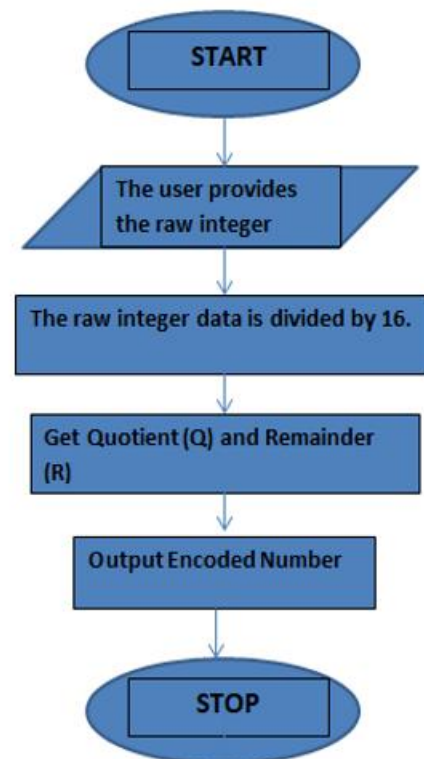 START
The user provides
the raw integer
The raw integer data is divided by 16.
Get Quotient (Q) and Remainder
(R)
Output Encoded Number
STOP